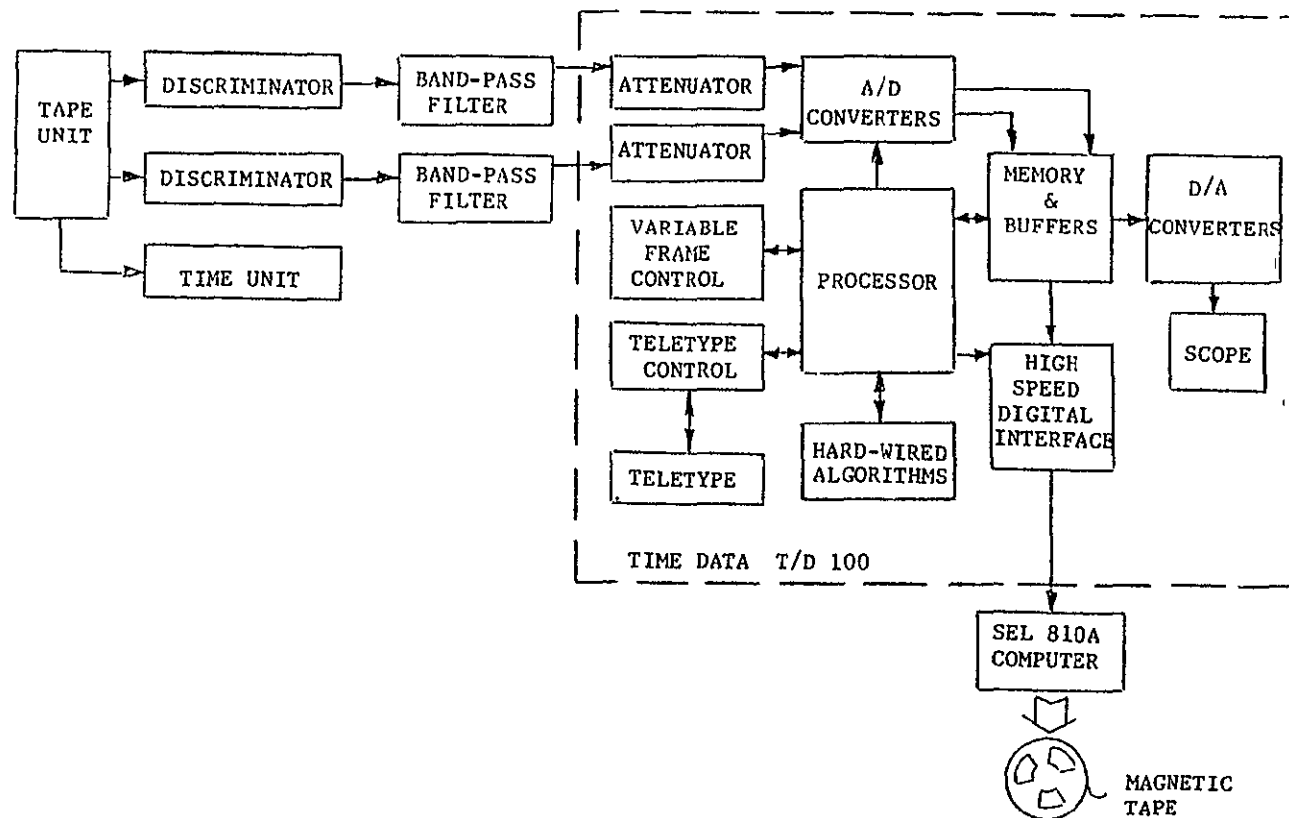 TAPE
UNIT
DISCRIMINATOR
BAND-PASS
FILTER
ATTENUATOR
A/D
CONVERTERS
DISCRIMINATOR
BAND-PASS
FILTER
ATTENUATOR
MEMORY
&
BUFFERS
D/A
CONVERTERS
TIME UNIT
VARIABLE
FRAME
CONTROL
PROCESSOR
TELETYPE
CONTROL
HIGH
SPEED
DIGITAL
INTERFACE
SCOPE
TELETYPE
HARD-WIRED
ALGORITHMS
TIME DATA T/D 100
SEL 810A
COMPUTER
MAGNETIC
TAPE